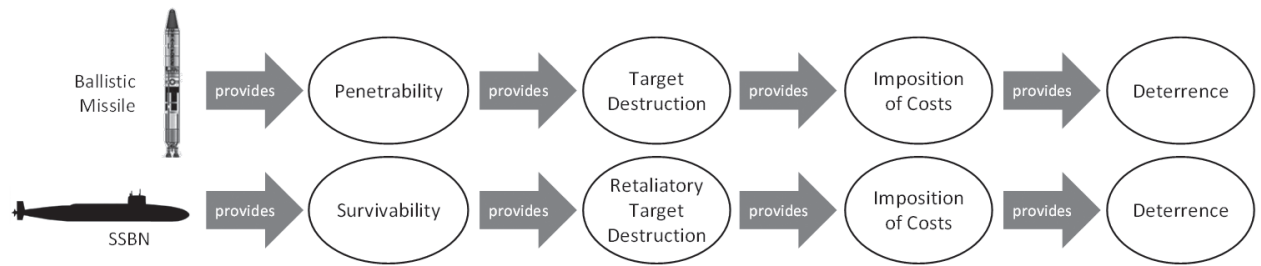 Ballistic
Missile
provides
Penetrability
provides
Target
Destruction
provides
Imposition
of Costs
provides
Deterrence
SSBN
provides
Survivability
provides
Retaliatory
Target
Destruction
provides
Imposition
of Costs
provides
Deterrence